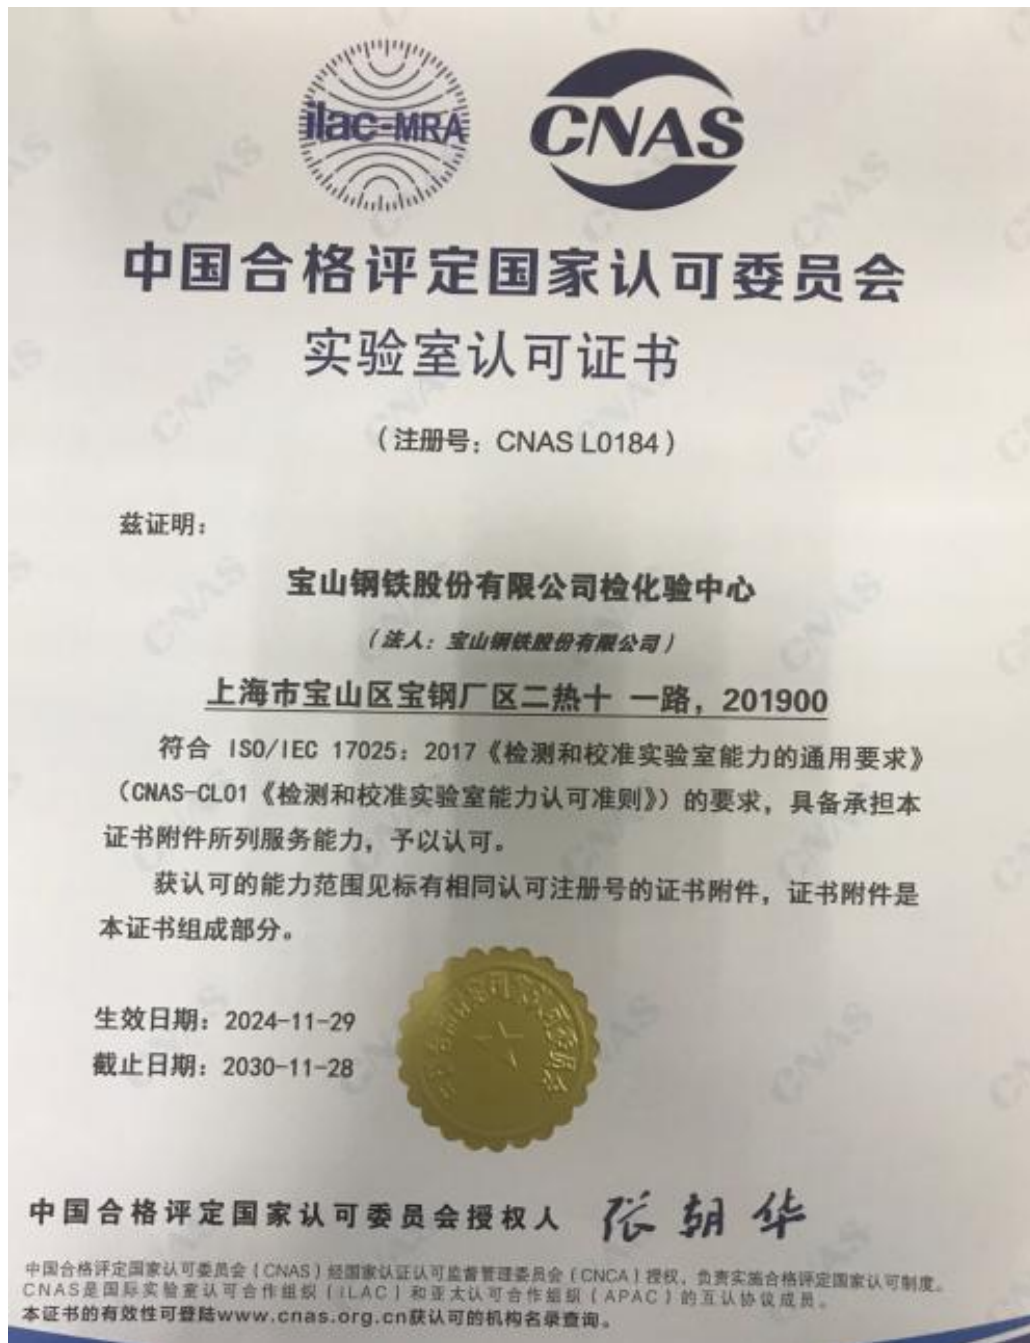 ilac-MRA
CNAS
中国合格评定国家认可委员会
实验室认可证书
（注册号：CNAS L0184）
兹证明：
宝山钢铁股份有限公司检化验中心
（法人：宝山钢铁股份有限公司）
上海市宝山区宝钢厂区二热十 一路，201900
符合 ISO/IEC 17025：2017《检测和校准实验室能力的通用要求》
（CNAS-CL01《检测和校准实验室能力认可准则》）的要求，具备承担本
证书附件所列服务能力，予以认可。
获认可的能力范围见标有相同认可注册号的证书附件，证书附件是
本证书组成部分。
生效日期：2024-11-29
截止日期：2030-11-28
中国合格评定国家认可委员会授权人 张朝华
中国合格评定国家认可委员会（CNAS）经国家认证认可监督管理委员会（CNCA）授权，负责实施合格评定国家认可制度。
CNAS是国际实验室认可合作组织（ILAC）和亚太认可合作组织（APAC）的互认协议成员。
本证书的有效性可登陆www.cnas.org.cn获认可的机构名录查询。